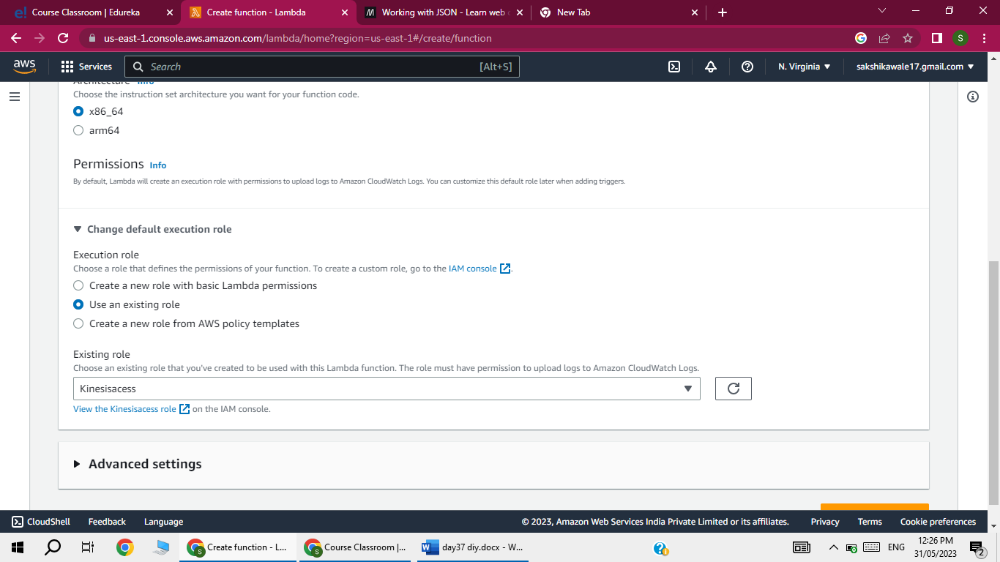 Course Classroom | Edureka
Create function - Lambda
Working with JSON - Learn web
New Tab
us-east-1.console.aws.amazon.com/lambda/home?region=us-east-1#/create/function
S
aws
Services
Search
[Alt+S]
N. Virginia
sakshikawale17.gmail.com
Architecture Info
Choose the instruction set architecture you want for your function code.
x86_64
arm64
Permissions Info
By default, Lambda will create an execution role with permissions to upload logs to Amazon CloudWatch Logs. You can customize this default role later when adding triggers.
Change default execution role
Execution role
Choose a role that defines the permissions of your function. To create a custom role, go to the IAM console.
Create a new role with basic Lambda permissions
Use an existing role
Create a new role from AWS policy templates
Existing role
Choose an existing role that you've created to be used with this Lambda function. The role must have permission to upload logs to Amazon CloudWatch Logs.
Kinesisacess
View the Kinesisacess role on the IAM console.
Advanced settings
CloudShell
Feedback
Language
© 2023, Amazon Web Services India Private Limited or its affiliates.
Privacy
Terms
Cookie preferences
Create function - L...
Course Classroom |...
day37 diy.docx - W...
ENG
12:26 PM
31/05/2023
2